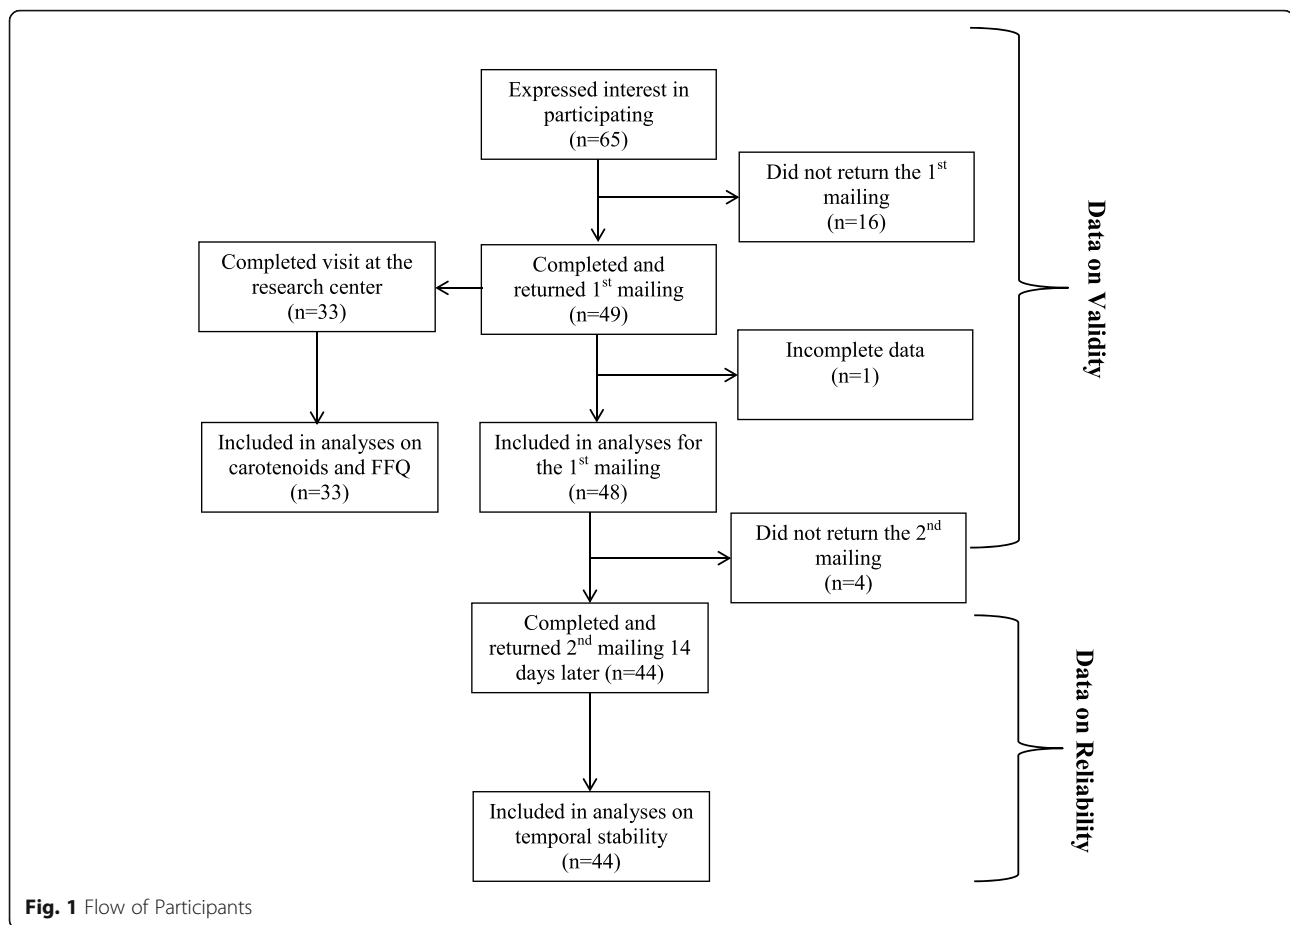 Expressed interest in
participating
(n=65)
Did not return the 1st
mailing
(n=16)
Completed visit at the
research center
(n=33)
Completed and
returned 1st mailing
(n=49)
Incomplete data
(n=1)
Included in analyses on
carotenoids and FFQ
(n=33)
Included in analyses for
the 1st mailing
(n=48)
Did not return the 2nd
mailing
(n=4)
Completed and
returned 2nd mailing 14
days later (n=44)
Included in analyses on
temporal stability
(n=44)
Data on Validity
Data on Reliability
Fig. 1 Flow of Participants